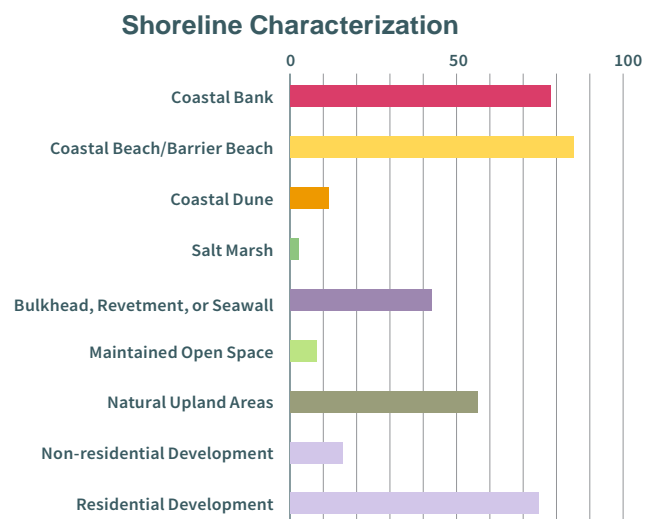 Shoreline Characterization
0 50 100
Coastal Bank
Coastal Beach/Barrier Beach
Coastal Dune
Salt Marsh
Bulkhead, Revetment, or Seawall
Maintained Open Space
Natural Upland Areas
Non-residential Development
Residential Development